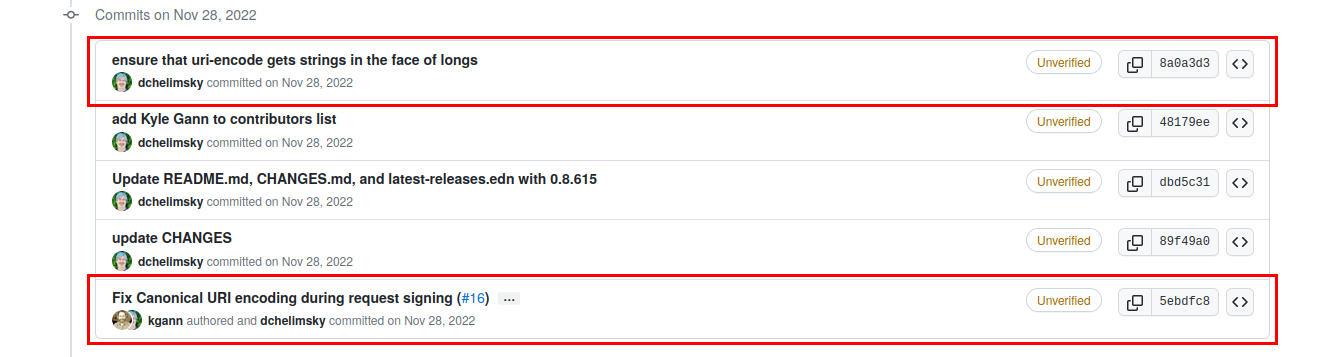 Commits on Nov 28, 2022
ensure that uri-encode gets strings in the face of longs
Unverified
8a0a3d3
dchelimsky committed on Nov 28, 2022
add Kyle Gann to contributors list
Unverified
48179ee
dchelimsky committed on Nov 28, 2022
Update README.md, CHANGES.md, and latest-releases.edn with 0.8.615
Unverified
dbd5c31
dchelimsky committed on Nov 28, 2022
update CHANGES
Unverified
89f49a0
dchelimsky committed on Nov 28, 2022
Fix Canonical URI encoding during request signing (#16) ...
Unverified
5ebdfc8
kgann authored and dchelimsky committed on Nov 28, 2022